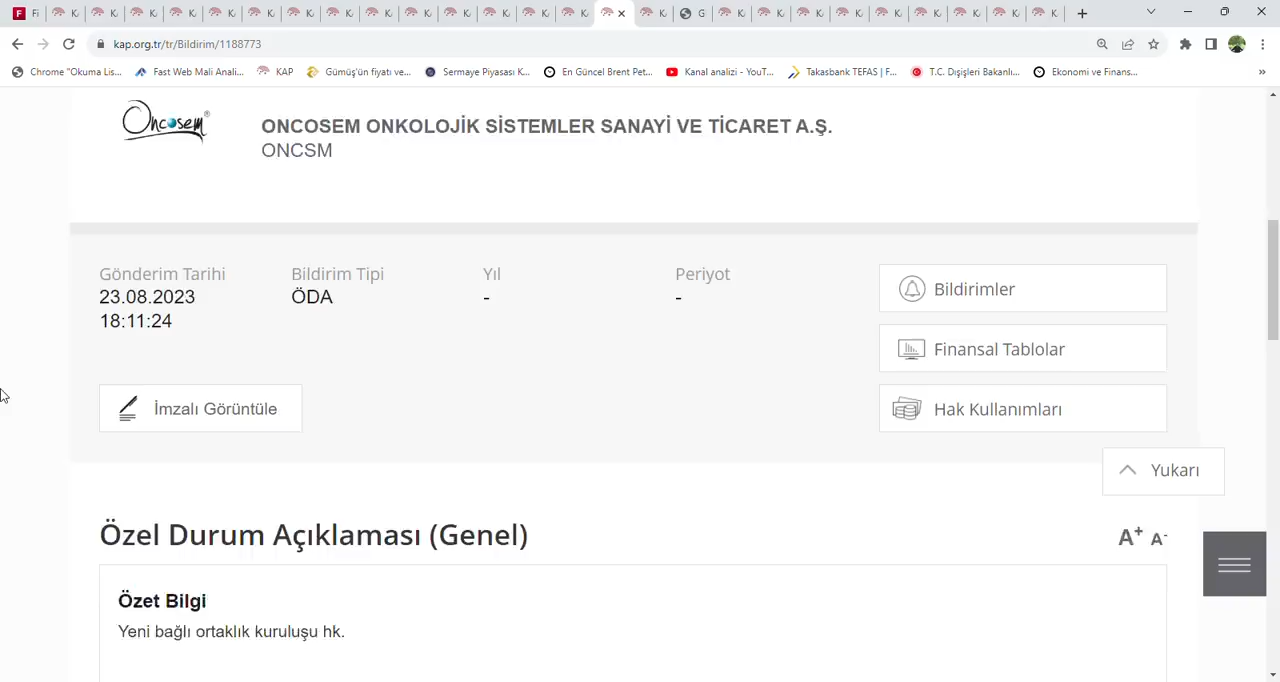 F Fi K K K K K K K K K K K K K K K G K K K K K K K K K
kap.org.tr/tr/Bildirim/1188773
Chrome "Okuma Lis... Fast Web Mali Anali... KAP Gümüş'ün fiyatı ve... Sermaye Piyasası K... En Güncel Brent Pet... Kanal analizi - YouT... Takasbank TEFAS | F... T.C. Dışişleri Bakanlı... Ekonomi ve Finans... »
Oncosem®
ONCOSEM ONKOLOJİK SİSTEMLER SANAYİ VE TİCARET A.Ş.
ONCSM
Gönderim Tarihi Bildirim Tipi Yıl Periyot
23.08.2023 ÖDA - -
18:11:24
Bildirimler
Finansal Tablolar
İmzalı Görüntüle
Hak Kullanımları
Yukarı
Özel Durum Açıklaması (Genel)
A+ A-
Özet Bilgi
Yeni bağlı ortaklık kuruluşu hk.